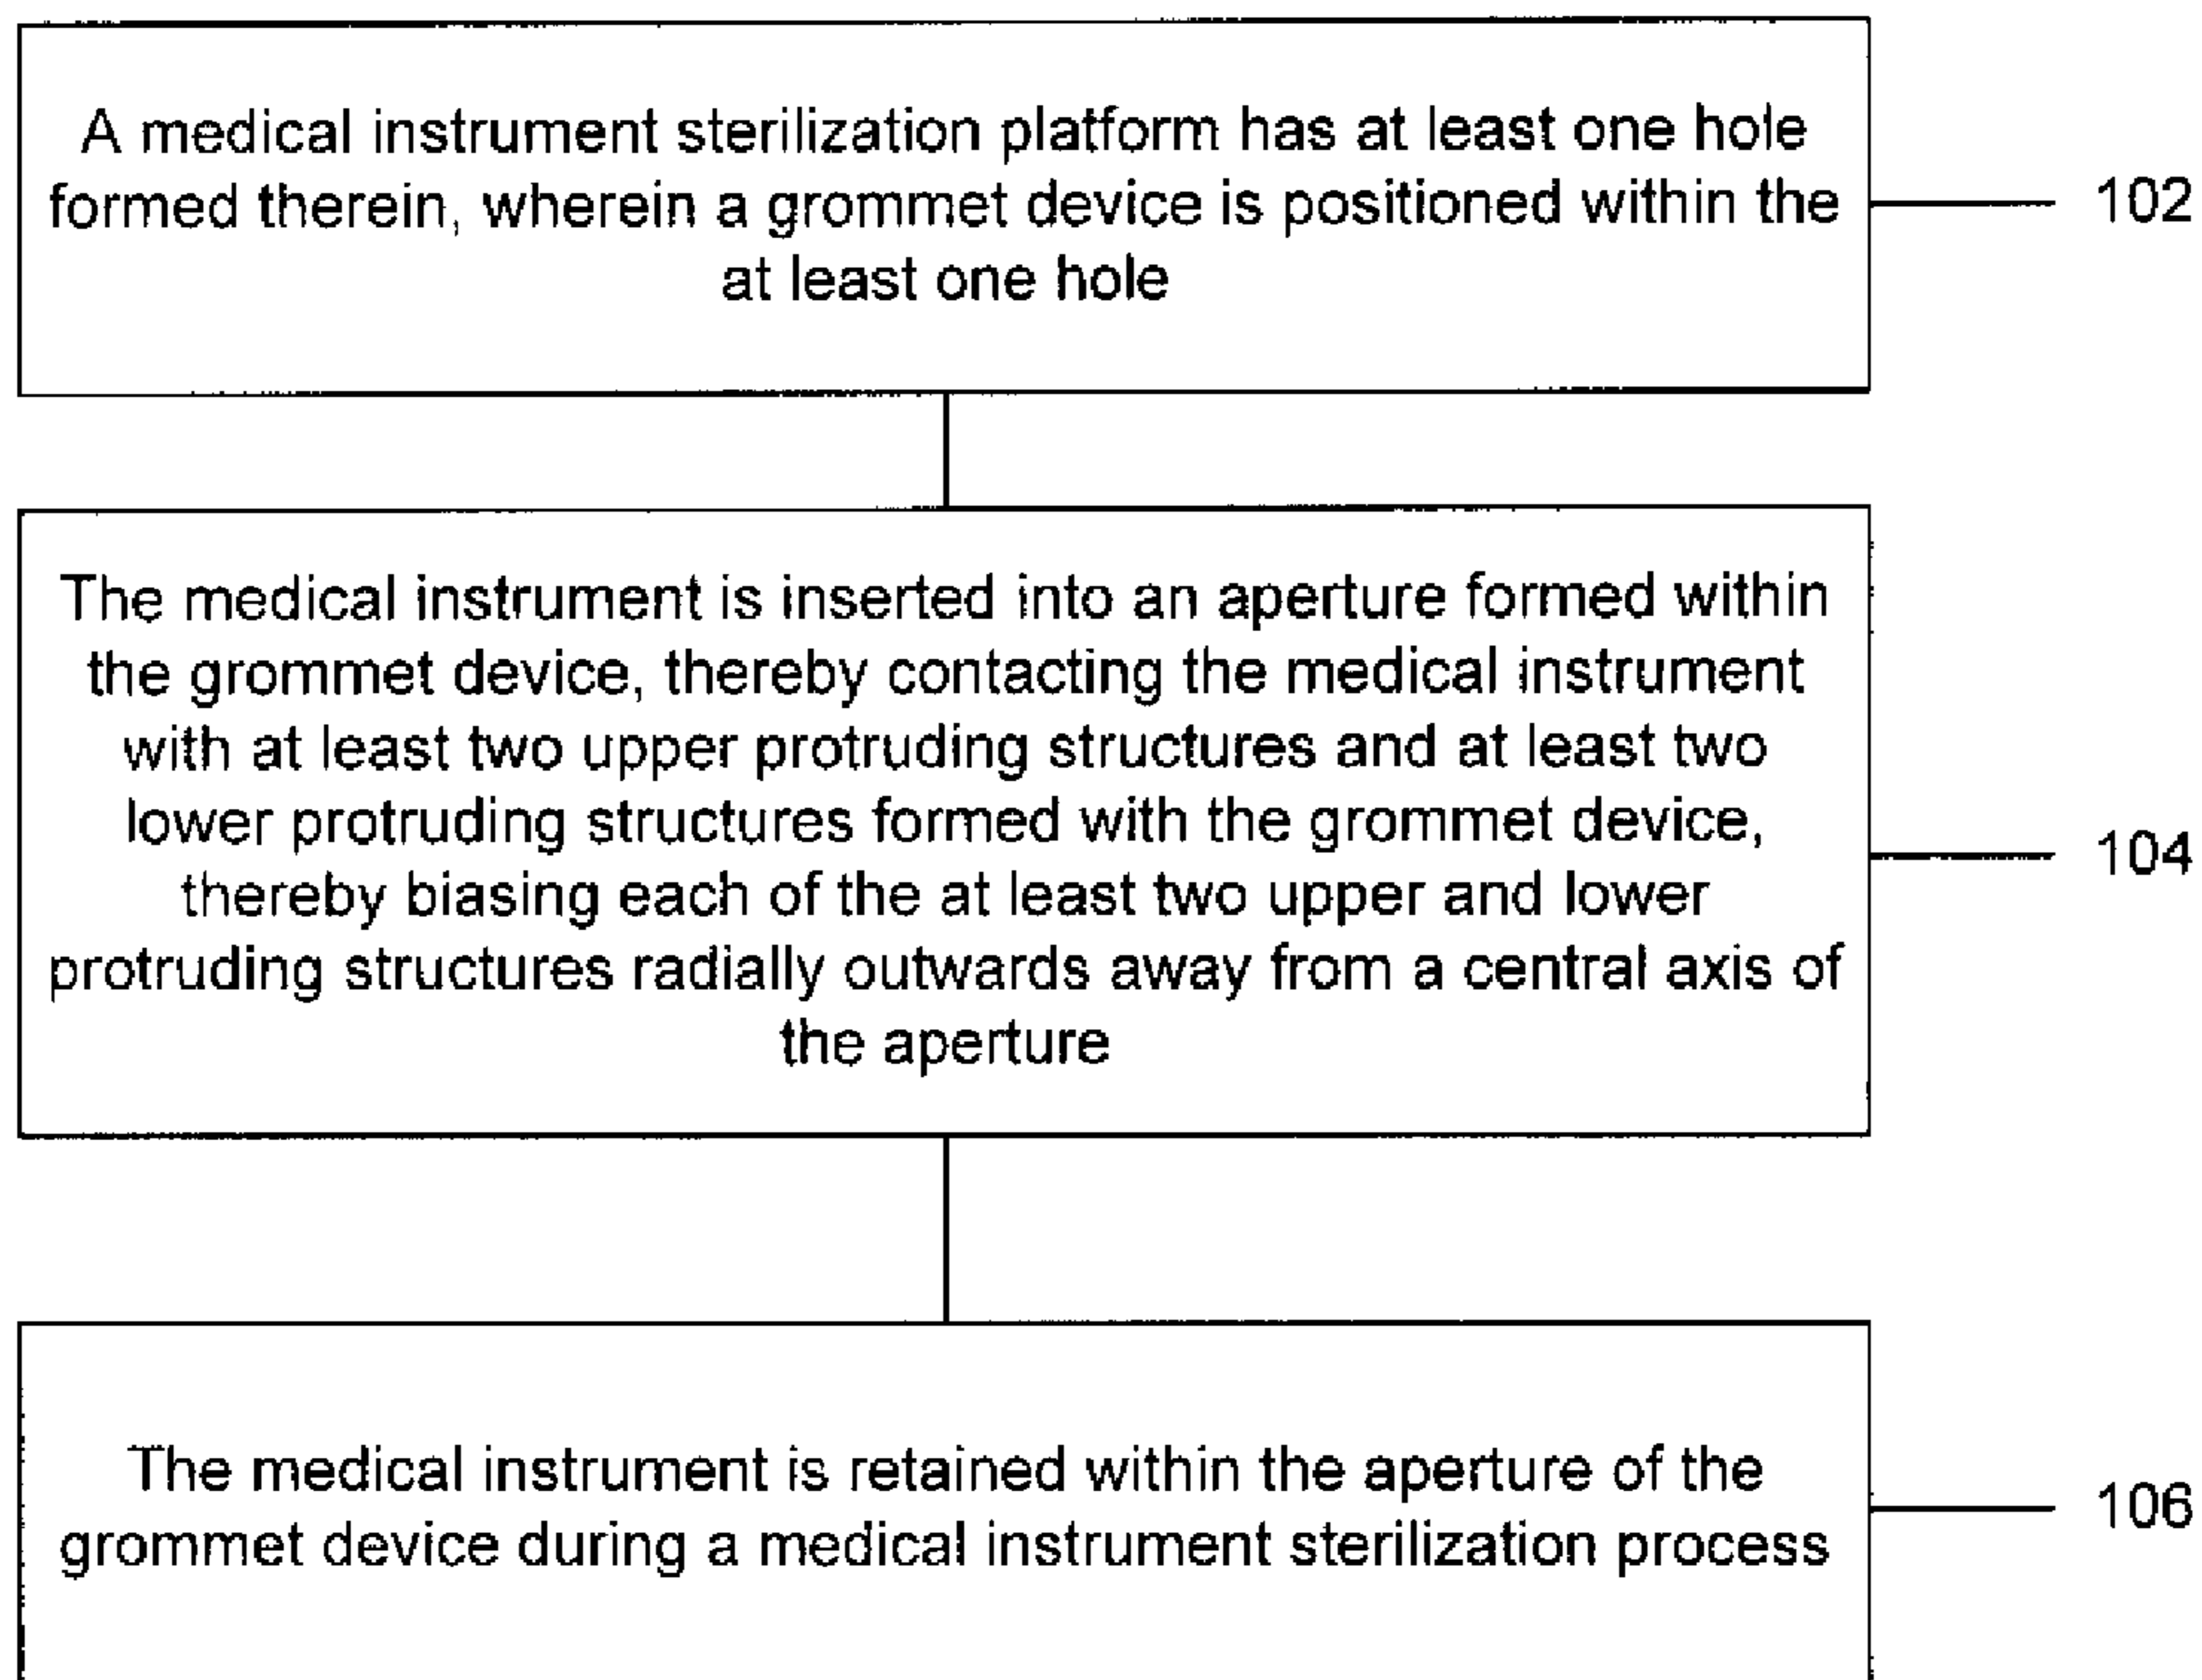 A medical instrument sterilization platform has at least one hole
formed therein, wherein a grommet device is positioned within the
at least one hole
102
The medical instrument is inserted into an aperture formed within
the grommet device, thereby contacting the medical instrument
with at least two upper protruding structures and at least two
lower protruding structures formed with the grommet device,
thereby biasing each of the at least two upper and lower
protruding structures radially outwards away from a central axis of
the aperture
104
The medical instrument is retained within the aperture of the
grommet device during a medical instrument sterilization process
106